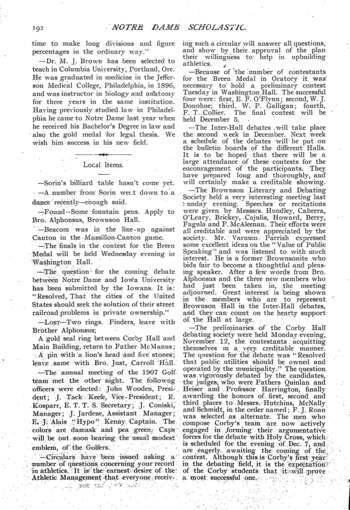 192 NOTRE DAME SCHOLASTIC.
time to make long divisions and figure
percentages in the ordinary way."
—Dr. M. J. Brown has been selected to
teach in Columbia University, Portland, Ore.
He was graduated in medicine in the Jeffer-
son Medical College, Philadelphia, in 1896,
and was instructor in biology and anatomy
for three years in the same institution.
Having previously studied law in Philadel-
phia he came to Notre Dame last year when
he received his Bachelor's Degree in law and
also the gold medal for legal thesis. We
wish him success in his new field.
Local Items.
—Sorin's billiard table hasn't come yet.
—A number from Sorin went down to a
dance recently—enough said.
—Found—Some fountain pens. Apply to
Bro. Alphonsus, Brownson Hall.
—Beacom was in the line-up against
Canton in the Massillon-Canton game.
—The finals in the contest for the Breen
Medal will be held Wednesday evening in
Washington Hall.
—The question for the coming debate
between Notre Dame and Iowa University
has been submitted by the Iowans. It is:
"Resolved, That the cities of the United
States should seek the solution of their street
railroad problems in private ownership."
—Lost—Two rings. Finders, leave with
Brother Alphonsus;
A gold seal ring between Corby Hall and
Main Building, return to Father McManus;
A pin with a lion's head and five stones;
leave same with Bro. Just, Carroll Hall.
—The annual meeting of the 1907 Golf
team met the other night. The following
officers were elected: John Worden, Presi-
dent; J. Tack Keefe, Vice-President; R.
Kospart, E. T. T. S. Secretary; J. Coniski,
Manager; J. Jardese, Assistant Manager;
E. J. Alais "Hypo" Kenay Captain. The
colors are damask and pea green. Caps
will be out soon bearing the usual modest
emblem, of the Golfers.
—Circulars have been issued asking a
number of questions concerning your record
in athletics. It is the earnest desire of the
Athletic Management that everyone receiv-
ing such a circular will answer all questions,
and show by their approval of the plan
their willingness to help in upbuilding
athletics.
—Because of the number of contestants
for the Breen Medal in Oratory it was
necessary to hold a preliminary contest
Tuesday in Washington Hall. The successful
four were: first, E. P. O'Flynn; second, W. J.
Donohue; third, W. P. Galligan; fourth,
F. T. Collier. The final contest will be
held December 5.
—The Inter-Hall debates will take place
the second week in December. Next week
a schedule of the debates will be put on
the bulletin boards of the different Halls.
It is to be hoped that there will be a
large attendance of these contests for the
encouragement of the participants. They
have prepared long and thoroughly, and
will certainly make a creditable showing.
—The Brownson Literary and Debating
Society held a very interesting meeting last
Sunday evening. Speeches or recitations
were given by Messrs. Hundley, Caberra,
O'Leary, Brickey, Cajulis, Howard, Berry,
Fagula and P. McAleenan. Their efforts were
all creditable and were appreciated by the
society. Mr. Varnun Parrish expressed
some excellent ideas on the "Value of Public
Speaking" and was listened to with much
interest. He is a former Brownsonite who
bids fair to become a thoughtful and pleas-
ing speaker. After a few words from Bro.
Alphonsus and the three new members who
had just been taken in, the meeting
adjourned. Great interest is being shown
in the members who are to represent
Brownson Hall in the Inter-Hall debates,
and they can count on the hearty support
of the Hall at large.
—The preliminaries of the Corby Hall
debating society were held Monday evening,
November 12, the contestants acquitting
themselves in a very creditable manner.
The question for the debate was "Resolved
that public utilities should be owned and
operated by the municipality." The question
was vigorously debated by the candidates,
the judges, who were Fathers Quinlan and
Heiser and Professor Harrington, finally
awarding the honors of first, second and
third places to Messrs. Hutchins, McNally
and Schmidt, in the order named; F. J. Roan
was selected as alternate. The men who
compose Corby's team are now actively
engaged in forming their argumentative
forces for the debate with Holy Cross, which
is scheduled for the evening of Dec. 7, and
are eagerly awaiting the coming of the
contest. Although this is Corby's first year
in the debating field, it is the expectation
of the Corby students that it will prove
a most successful one.